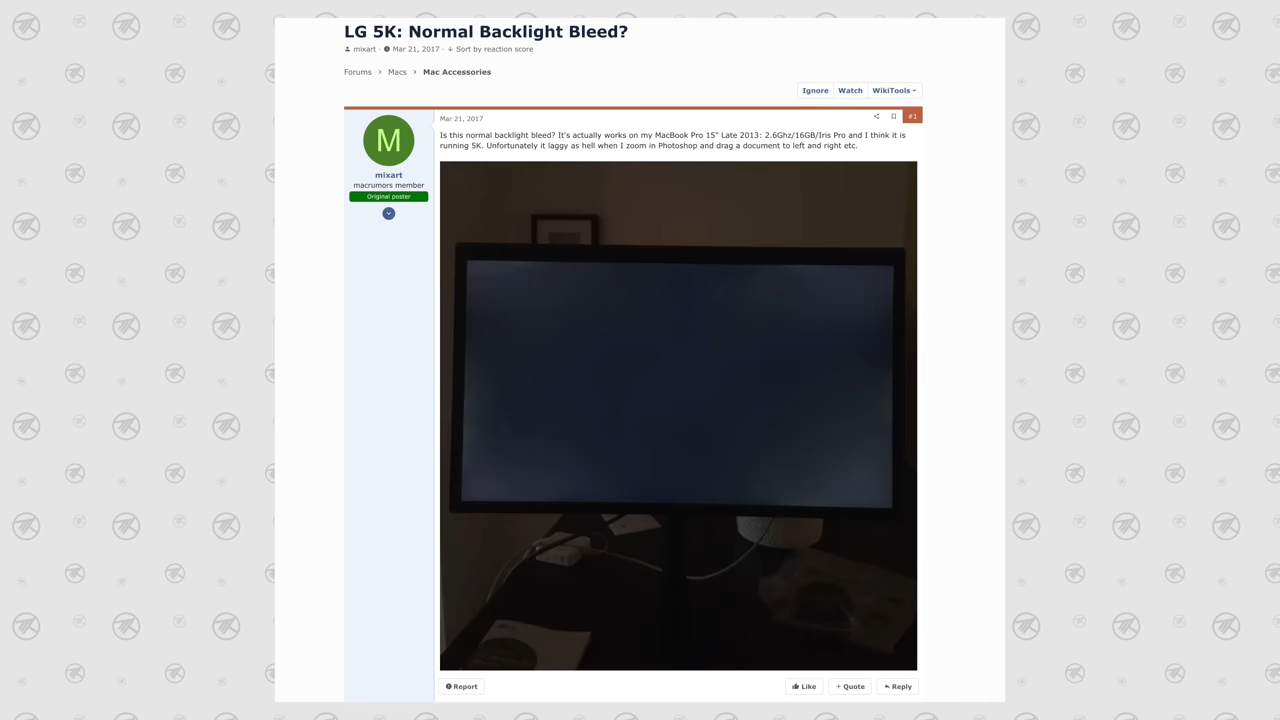 LG 5K: Normal Backlight Bleed?
mixart · Mar 21, 2017 · Sort by reaction score
Forums > Macs > Mac Accessories
Ignore Watch WikiTools
Mar 21, 2017
#1
Is this normal backlight bleed? It's actually works on my MacBook Pro 15" Late 2013: 2.6Ghz/16GB/Iris Pro and I think it is
running 5K. Unfortunately it laggy as hell when I zoom in Photoshop and drag a document to left and right etc.
M
mixart
macrumors member
Original poster
Report
Like + Quote Reply